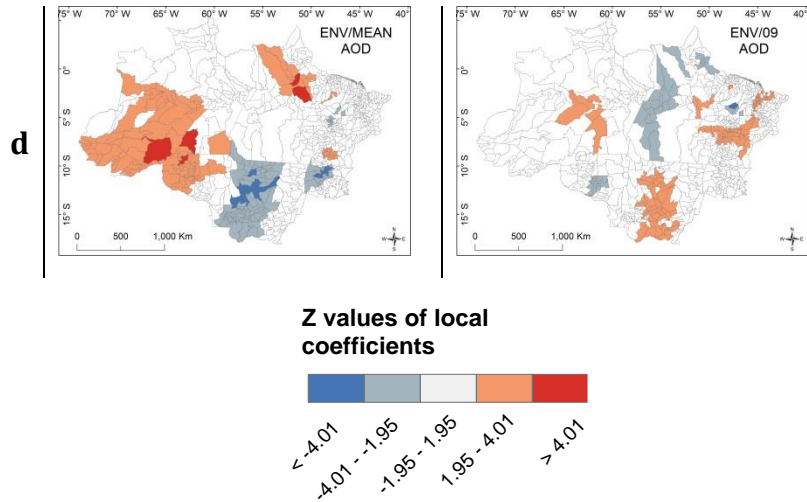 75° W 70° W 65° W 60° W 55° W 50° W 45° W 40° W
ENV/MEAN
AOD
0°
5° S
10° S
15° S
0 500 1,000 Km
N
W E
S
d
75° W 70° W 65° W 60° W 55° W 50° W 45° W 40° W
ENV/09
AOD
0°
5° S
10° S
15° S
0 500 1,000 Km
N
W E
S
Z values of local
coefficients
< -4.01
-4.01 - -1.95
-1.95 - 1.95
1.95 - 4.01
> 4.01